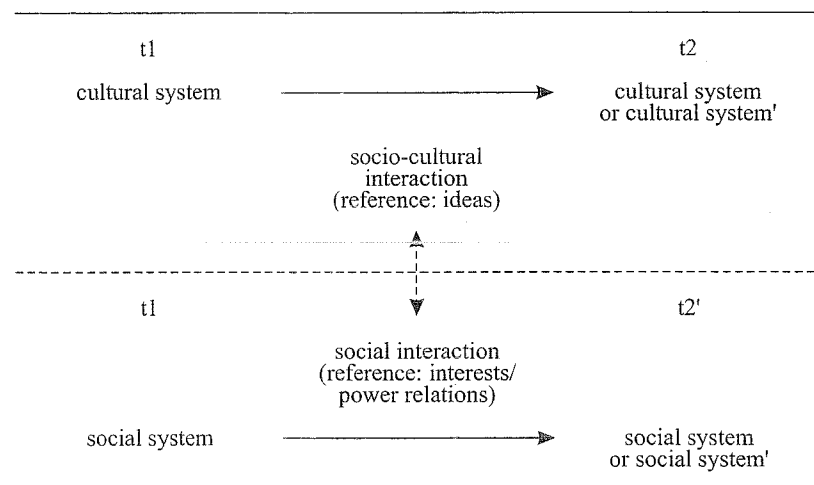 t1
t2
cultural system
cultural system
or cultural system'
socio-cultural
interaction
(reference: ideas)
t1
t2'
social interaction
(reference: interests/
power relations)
social system
social system
or social system'